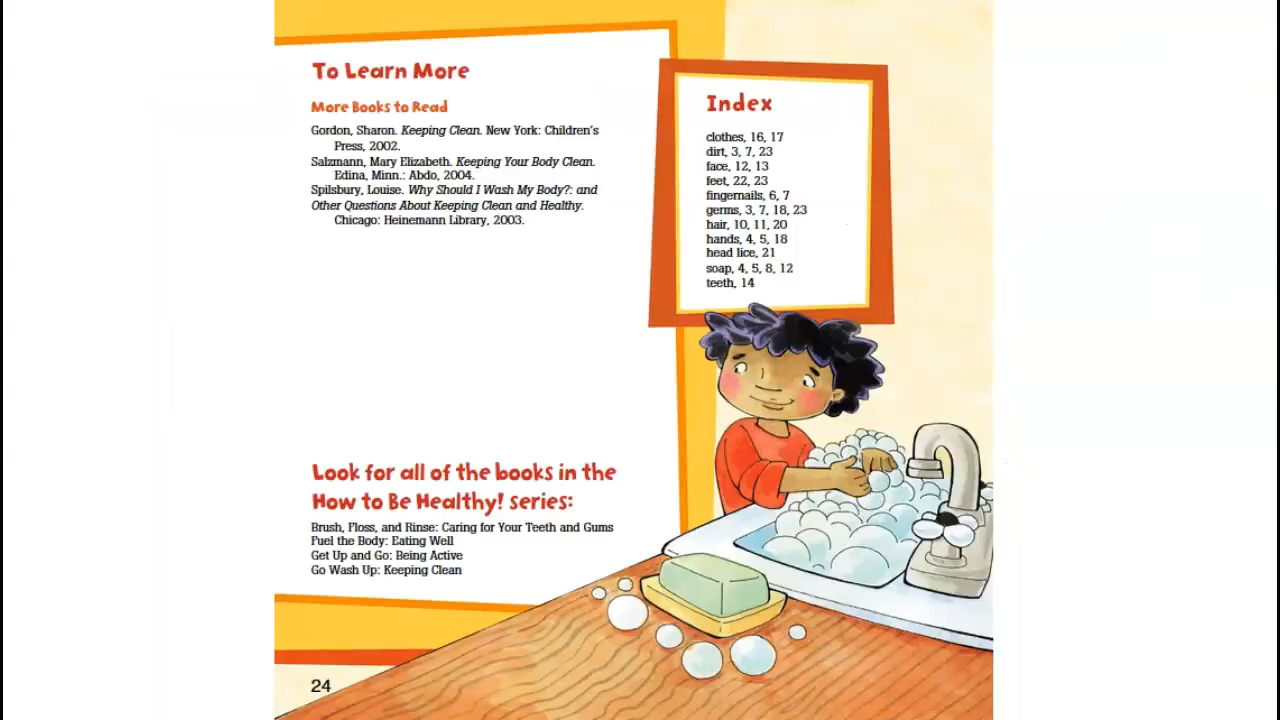 To Learn More
More Books to Read
Gordon, Sharon. Keeping Clean. New York: Children's
Press, 2002.
Salzmann, Mary Elizabeth. Keeping Your Body Clean.
Edina, Minn.: Abdo, 2004.
Spilsbury, Louise. Why Should I Wash My Body?: and
Other Questions About Keeping Clean and Healthy.
Chicago: Heinemann Library, 2003.
Look for all of the books in the
How to Be Healthy! series:
Brush, Floss, and Rinse: Caring for Your Teeth and Gums
Fuel the Body: Eating Well
Get Up and Go: Being Active
Go Wash Up: Keeping Clean
24
Index
clothes, 16, 17
dirt, 3, 7, 23
face, 12, 13
feet, 22, 23
fingernails, 6, 7
germs, 3, 7, 18, 23
hair, 10, 11, 20
hands, 4, 5, 18
head lice, 21
soap, 4, 5, 8, 12
teeth, 14